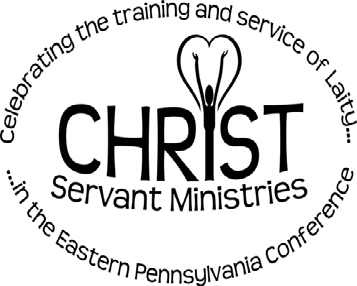 Celebrating the training and service of Laity...
CHRIST
Servant Ministries
...in the Eastern Pennsylvania Conference